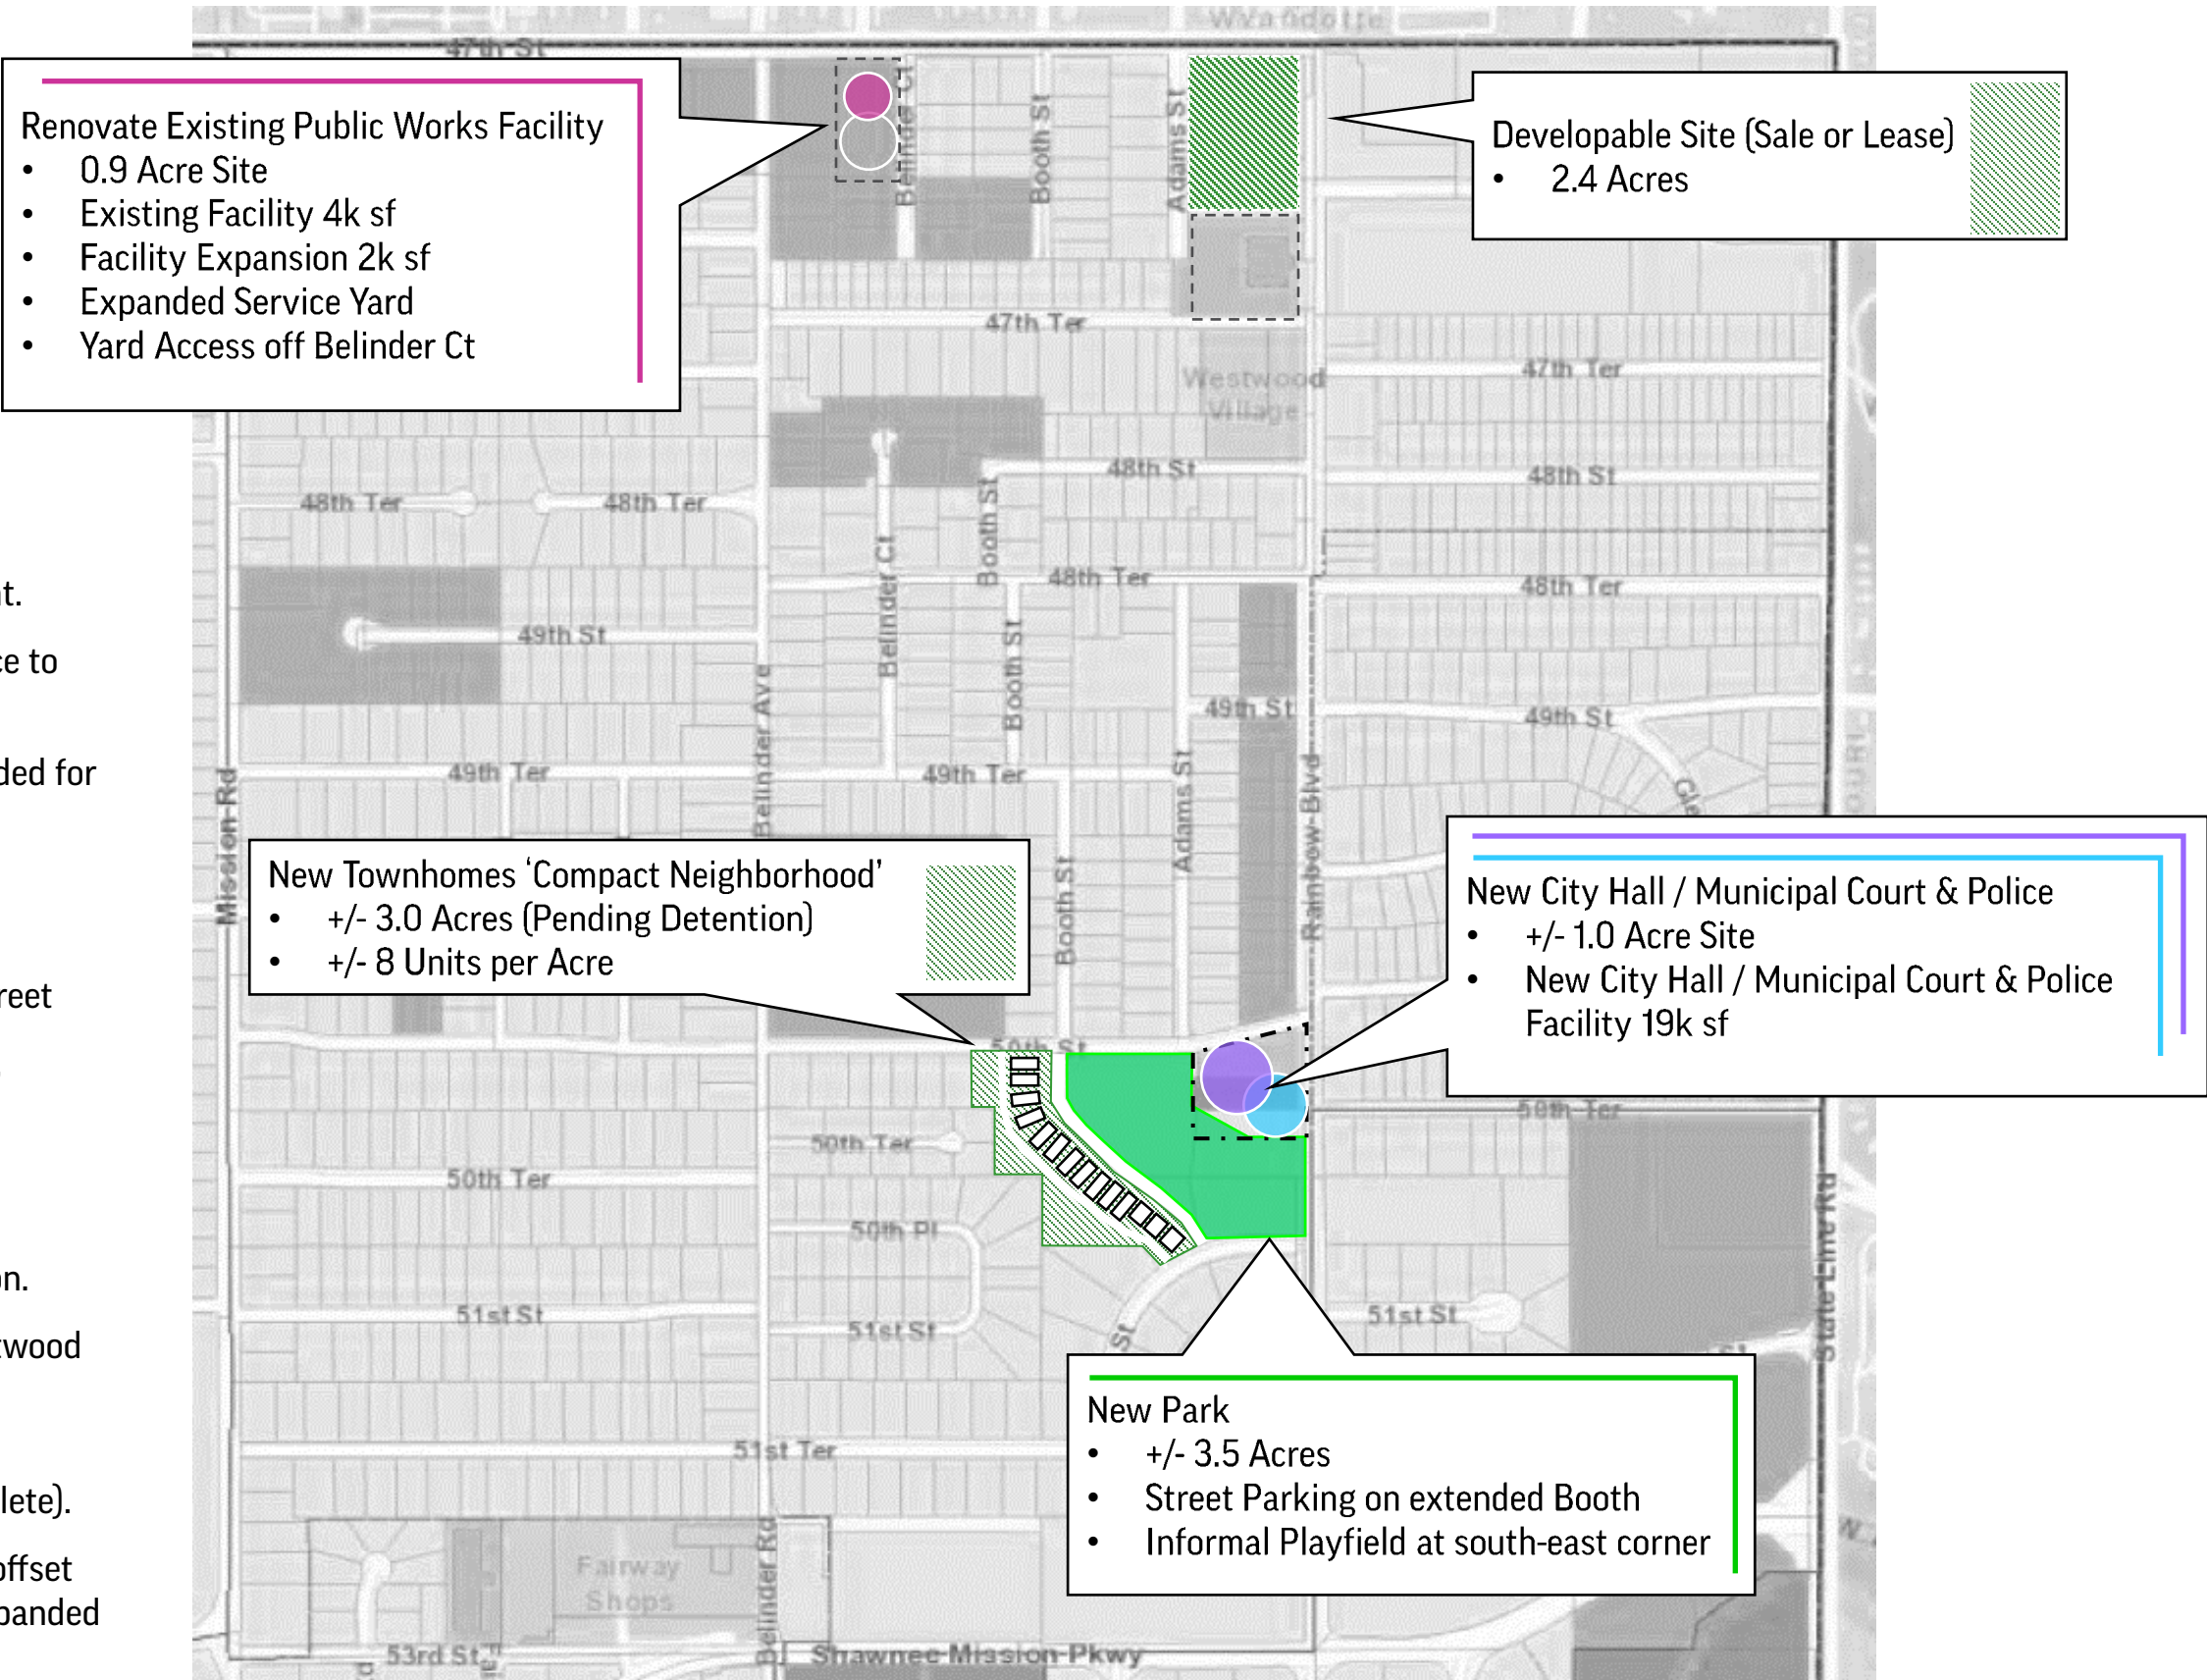 Wyandotte
47th St
Renovate Existing Public Works Facility
• 0.9 Acre Site
• Existing Facility 4k sf
• Facility Expansion 2k sf
• Expanded Service Yard
• Yard Access off Belinder Ct
Belinder Ct
Booth St
Adams St
Developable Site (Sale or Lease)
• 2.4 Acres
47th Ter
Westwood
Village
47th Ter
48th St
48th St
48th Ter
48th Ter
Booth St
Belinder Ct
48th Ter
48th Ter
49th St
Booth St
49th St
49th St
49th Ter
49th Ter
Belinder Ave
Mission Rd
Adams St
Rainbow Blvd
Booth St
t.
ce to
ded for
reet
on.
twood
lete).
offset
panded
New Townhomes ‘Compact Neighborhood’
• +/- 3.0 Acres (Pending Detention)
• +/- 8 Units per Acre
New City Hall / Municipal Court & Police
• +/- 1.0 Acre Site
• New City Hall / Municipal Court & Police
Facility 19k sf
50th St
50th Ter
50th Ter
50th Ter
50th Pl
51st St
51st St
51st St
St
State Line Rd
New Park
• +/- 3.5 Acres
• Street Parking on extended Booth
• Informal Playfield at south-east corner
51st Ter
Fairway
Shops
Belinder Rd
53rd St
Shawnee Mission Pkwy